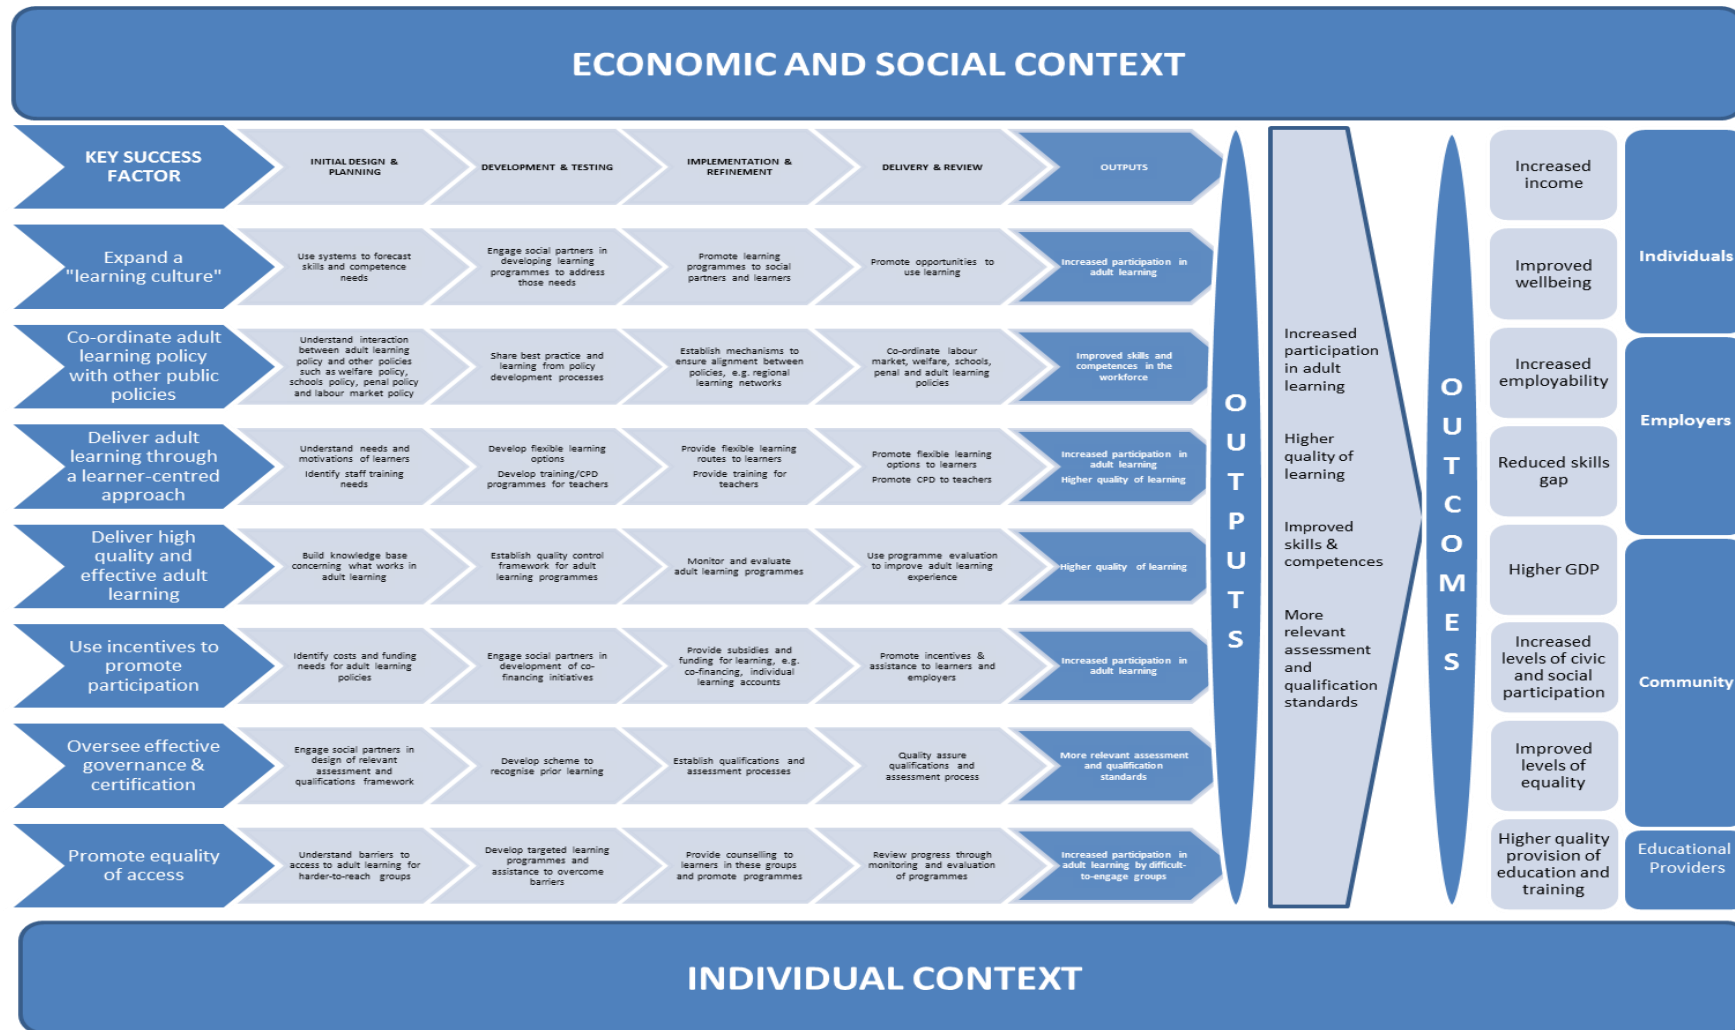 ECONOMIC AND SOCIAL CONTEXT
KEY SUCCESS
FACTOR
INITIAL DESIGN &
PLANNING
DEVELOPMENT & TESTING
IMPLEMENTATION &
REFINEMENT
DELIVERY & REVIEW
OUTPUTS
Expand a
"learning culture"
Use systems to forecast
skills and competence
needs
Engage social partners in
developing learning
programmes to address
those needs
Promote learning
programmes to social
partners and learners
Promote opportunities to
use learning
Increased participation in
adult learning
Co-ordinate adult
learning policy
with other public
policies
Understand interaction
between adult learning
policy and other policies
such as welfare policy,
schools policy, penal policy
and labour market policy
Share best practice and
learning from policy
development processes
Establish mechanisms to
ensure alignment between
policies, e.g. regional
learning networks
Co-ordinate labour
market, welfare, schools,
penal and adult learning
policies
Improved skills and
competences in the
workforce
Deliver adult
learning through
a learner-centred
approach
Understand needs and
motivations of learners
Identify staff training
needs
Develop flexible learning
options
Develop training/CPD
programmes for teachers
Provide flexible learning
routes to learners
Provide training for
teachers
Promote flexible learning
options to learners
Promote CPD to teachers
Increased participation in
adult learning
Higher quality of learning
Deliver high
quality and
effective adult
learning
Build knowledge base
concerning what works in
adult learning
Establish quality control
framework for adult
learning programmes
Monitor and evaluate
adult learning programmes
Use programme evaluation
to improve adult learning
experience
Higher quality of learning
Use incentives to
promote
participation
Identify costs and funding
needs for adult learning
policies
Engage social partners in
development of co-
financing initiatives
Provide subsidies and
funding for learning, e.g.
co-financing, individual
learning accounts
Promote incentives &
assistance to learners and
employers
Increased participation in
adult learning
Oversee effective
governance &
certification
Engage social partners in
design of relevant
assessment and
qualifications framework
Develop scheme to
recognise prior learning
Establish qualifications and
assessment processes
Quality assure
qualifications and
assessment process
More relevant assessment
and qualification
standards
Promote equality
of access
Understand barriers to
access to adult learning for
harder-to-reach groups
Develop targeted learning
programmes and
assistance to overcome
barriers
Provide counselling to
learners in these groups
and promote programmes
Review progress through
monitoring and evaluation
of programmes
Increased participation in
adult learning by difficult-
to-engage groups
OUTPUTS
Increased
participation
in adult
learning
Higher
quality of
learning
Improved
skills &
competences
More
relevant
assessment
and
qualification
standards
OUTCOMES
Increased
income
Improved
wellbeing
Increased
employability
Reduced skills
gap
Higher GDP
Increased
levels of civic
and social
participation
Improved
levels of
equality
Higher quality
provision of
education and
training
Individuals
Employers
Community
Educational
Providers
INDIVIDUAL CONTEXT